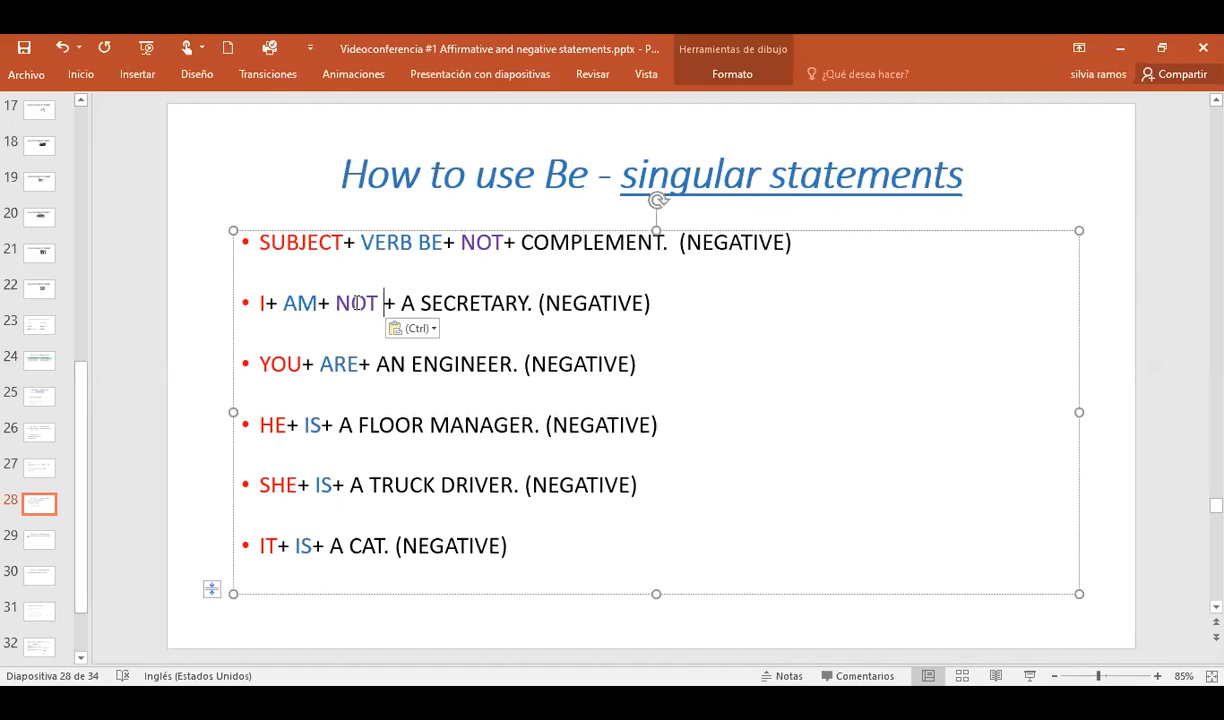 Videoconferencia #1 Affirmative and negative statements.pptx - P...
Herramientas de dibujo
Archivo Inicio Insertar Diseño Transiciones Animaciones Presentación con diapositivas Revisar Vista Formato ¿Qué desea hacer? silvia ramos Compartir
17
18
19
20
21
22
23
24
25
26
27
28
29
30
31
32
How to use Be - singular statements
• SUBJECT+ VERB BE+ NOT+ COMPLEMENT. (NEGATIVE)
• I+ AM+ NOT + A SECRETARY. (NEGATIVE)
(Ctrl)
• YOU+ ARE+ AN ENGINEER. (NEGATIVE)
• HE+ IS+ A FLOOR MANAGER. (NEGATIVE)
• SHE+ IS+ A TRUCK DRIVER. (NEGATIVE)
• IT+ IS+ A CAT. (NEGATIVE)
Diapositiva 28 de 34 Inglés (Estados Unidos) Notas Comentarios 85%